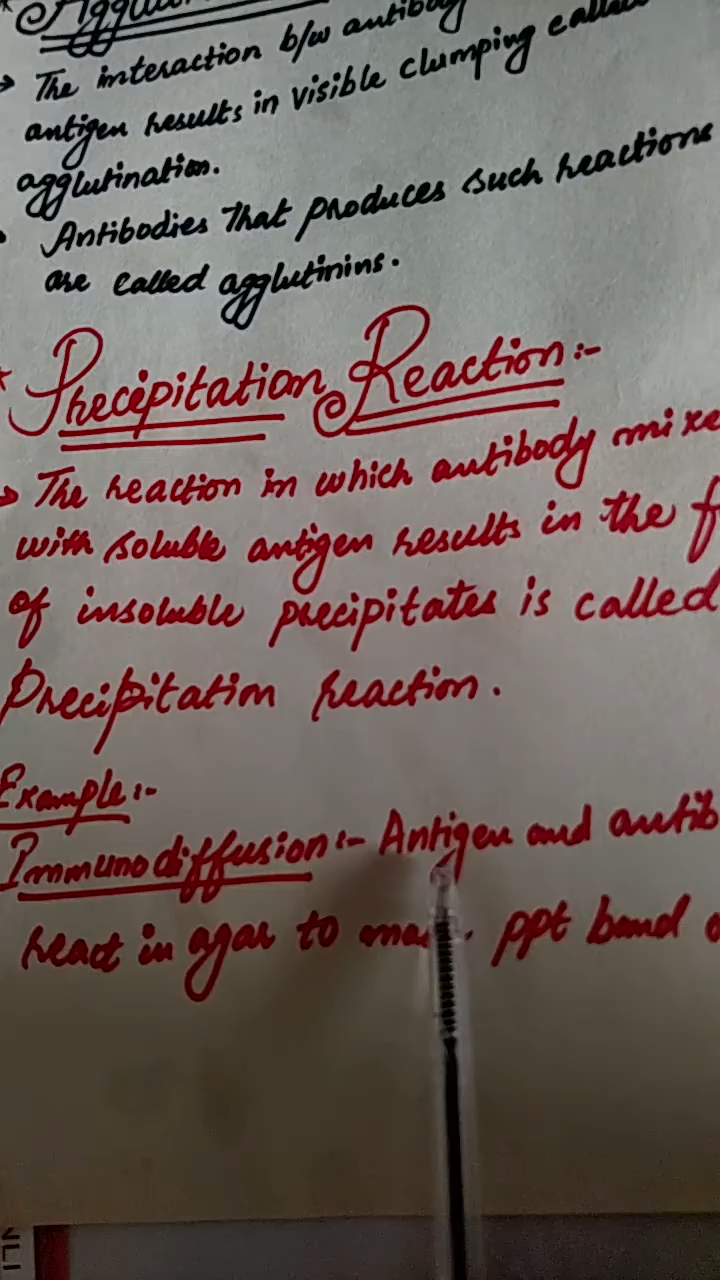 * Agglu
→ The interaction b/w antibody
antigen results in visible clumping called
agglutination.
Antibodies that produces such reactions
are called agglutinins.
* Precipitation Reaction:-
→ The reaction in which antibody mixe
with soluble antigen results in the f
of insoluble precipitates is called
Precipitation reaction.
Example:-
Immunodiffusion:- Antigen and antib
react in agar to ppt band